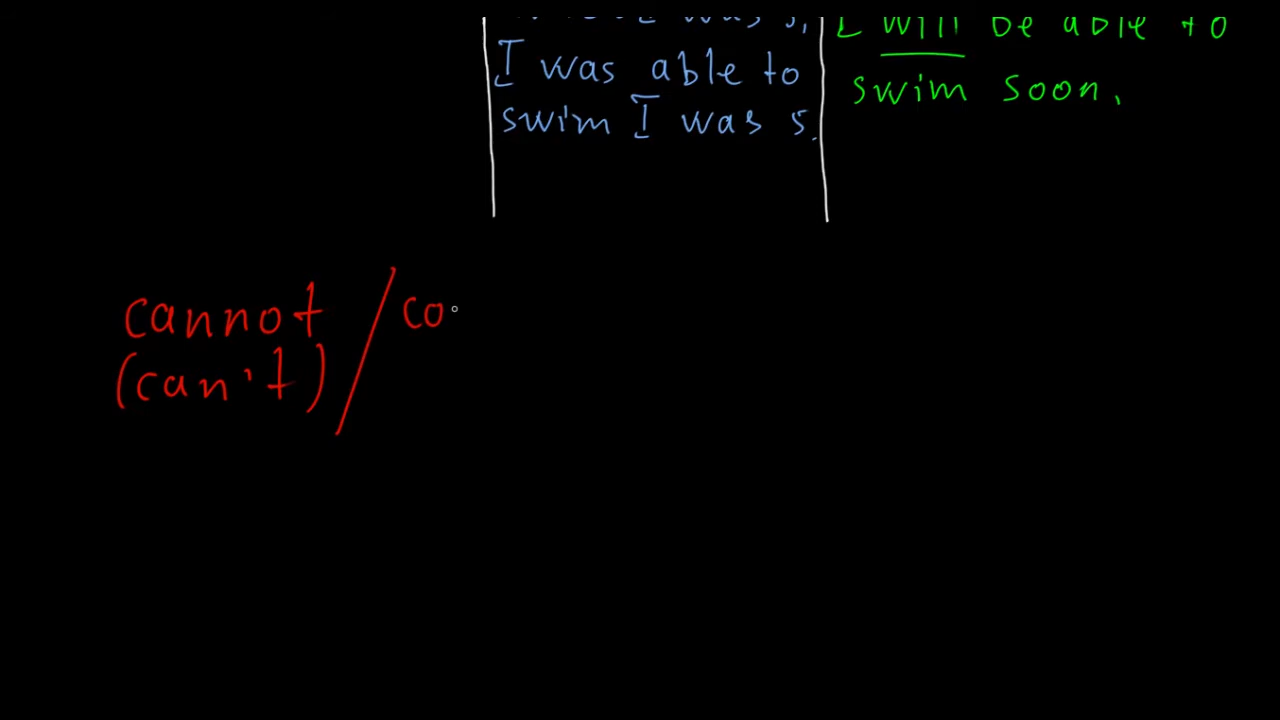 I will be able to
I was able to
swim I was 5.
swim soon.
cannot / co
(can't)